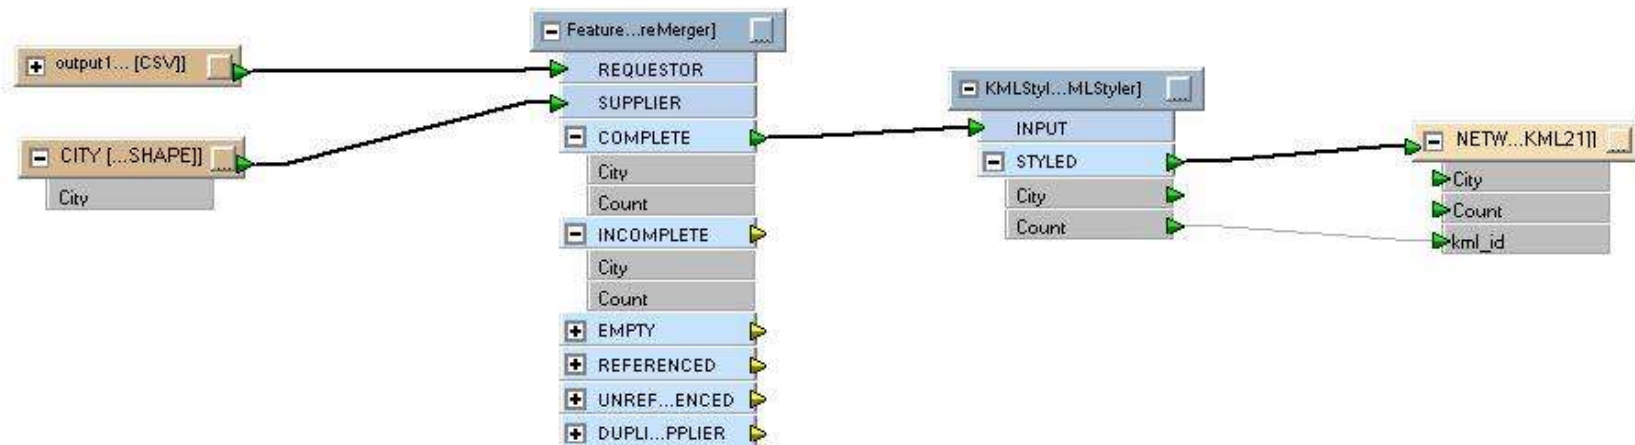 output1... [CSV]]
CITY [...SHAPE]]
City
Feature...reMerger]
REQUESTOR
SUPPLIER
COMPLETE
City
Count
INCOMPLETE
City
Count
EMPTY
REFERENCED
UNREF...ENCED
DUPLI...PPLIER
KMLStyl...MLStyler]
INPUT
STYLED
City
Count
NETW...KML21]]
City
Count
kml_id